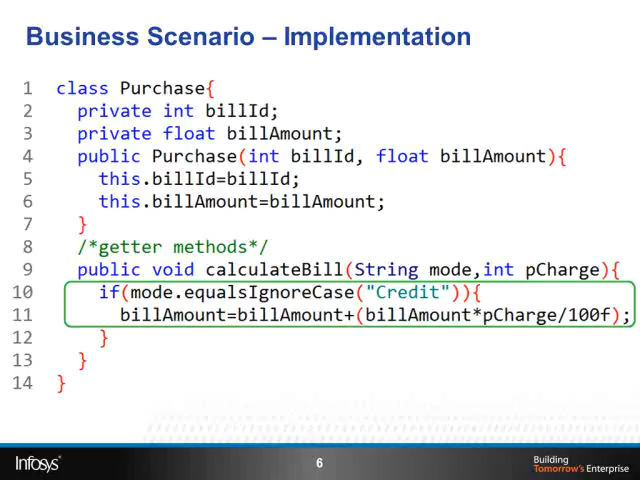 Business Scenario – Implementation
1 class Purchase{
2 private int billId;
3 private float billAmount;
4 public Purchase(int billId, float billAmount){
5 this.billId=billId;
6 this.billAmount=billAmount;
7 }
8 /*getter methods*/
9 public void calculateBill(String mode,int pCharge){
10 if(mode.equalsIgnoreCase("Credit")){
11 billAmount=billAmount+(billAmount*pCharge/100f);
12 }
13 }
14 }
Infosys
6
Building
Tomorrow's Enterprise